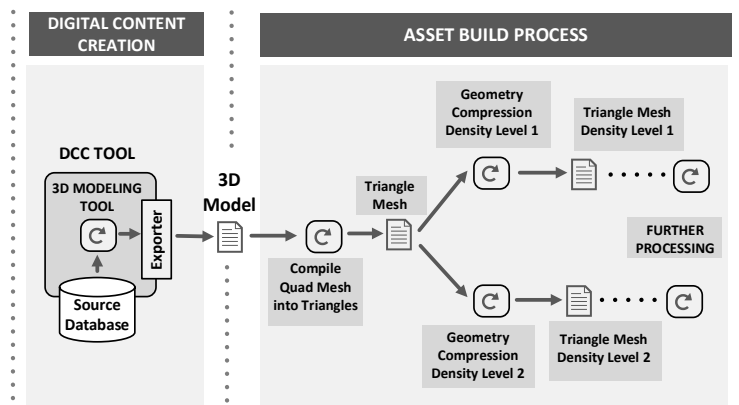 DIGITAL CONTENT
CREATION
ASSET BUILD PROCESS
DCC TOOL
3D MODELING
TOOL
Exporter
Source
Database
3D
Model
Compile
Quad Mesh
into Triangles
Triangle
Mesh
Geometry
Compression
Density Level 1
Triangle Mesh
Density Level 1
FURTHER
PROCESSING
Geometry
Compression
Density Level 2
Triangle Mesh
Density Level 2